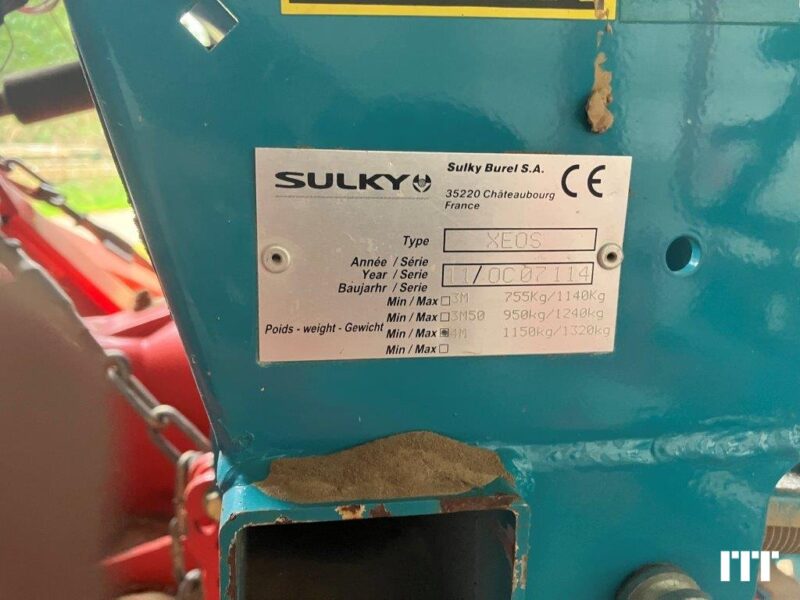 SULKY
Sulky Burel S.A.
35220 Châteaubourg
France
CE
Type XEOS
Année / Série
Year / Serie 11/OC07114
Baujarhr / Serie
Min / Max 3M 755Kg/1140Kg
Min / Max 3M50 950kg/1240kg
Poids - weight - Gewicht Min / Max 4M 1150kg/1320kg
Min / Max
ITT